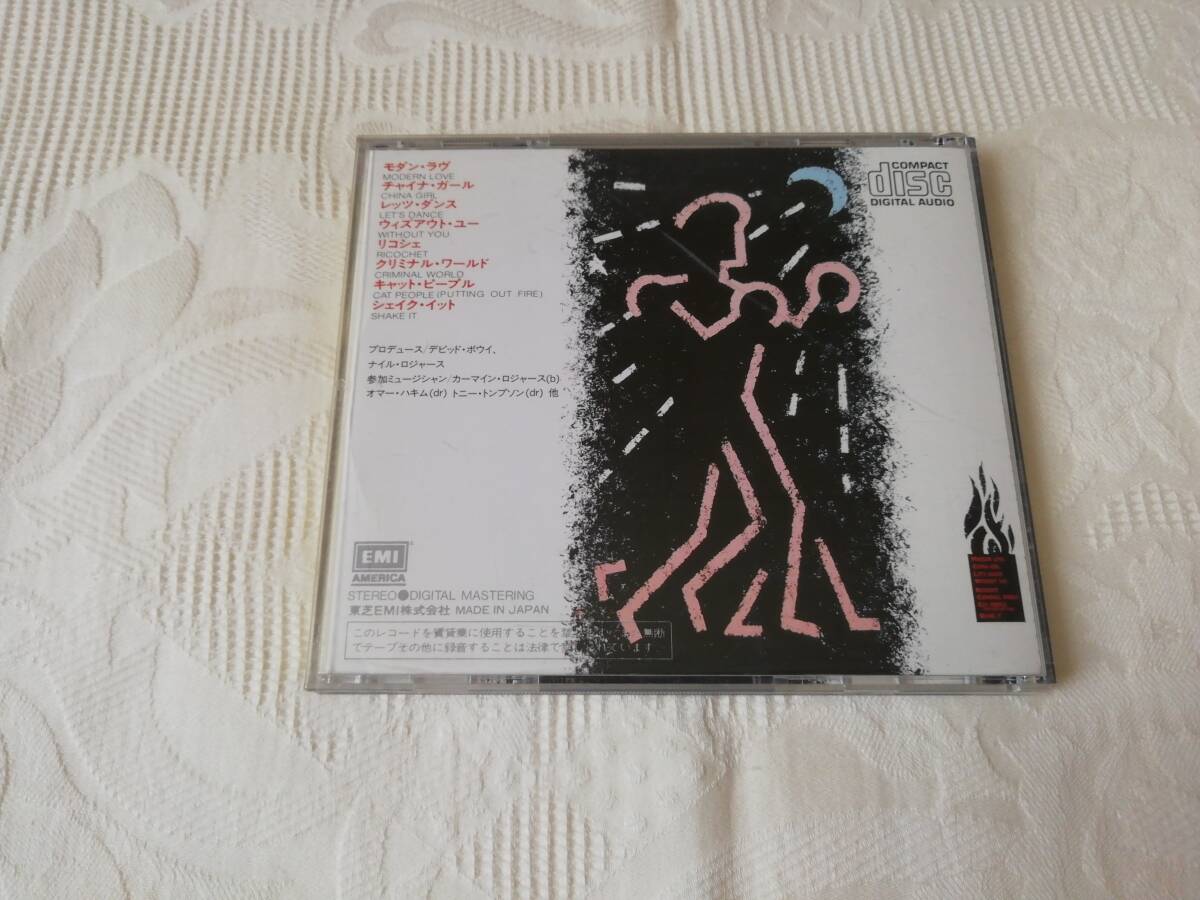 モダン・ラヴ
MODERN LOVE
チャイナ・ガール
CHINA GIRL
レッツ・ダンス
LET'S DANCE
ウィズアウト・ユー
WITHOUT YOU
リコシェ
RICOCHET
クリミナル・ワールド
CRIMINAL WORLD
キャット・ピープル
CAT PEOPLE (PUTTING OUT FIRE)
シェイク・イット
SHAKE IT
プロデュース/デビッド・ボウイ、
ナイル・ロジャース
参加ミュージシャン/カーマイン・ロジャース(b)
オマー・ハキム(dr) トニー・トンプソン(dr) 他
EMI
AMERICA
STEREO●DIGITAL MASTERING
東芝EMI株式会社 MADE IN JAPAN
このレコードを賃貸業に使用することを 無断
でテープその他に録音することは法律で れています
COMPACT
disc
DIGITAL AUDIO